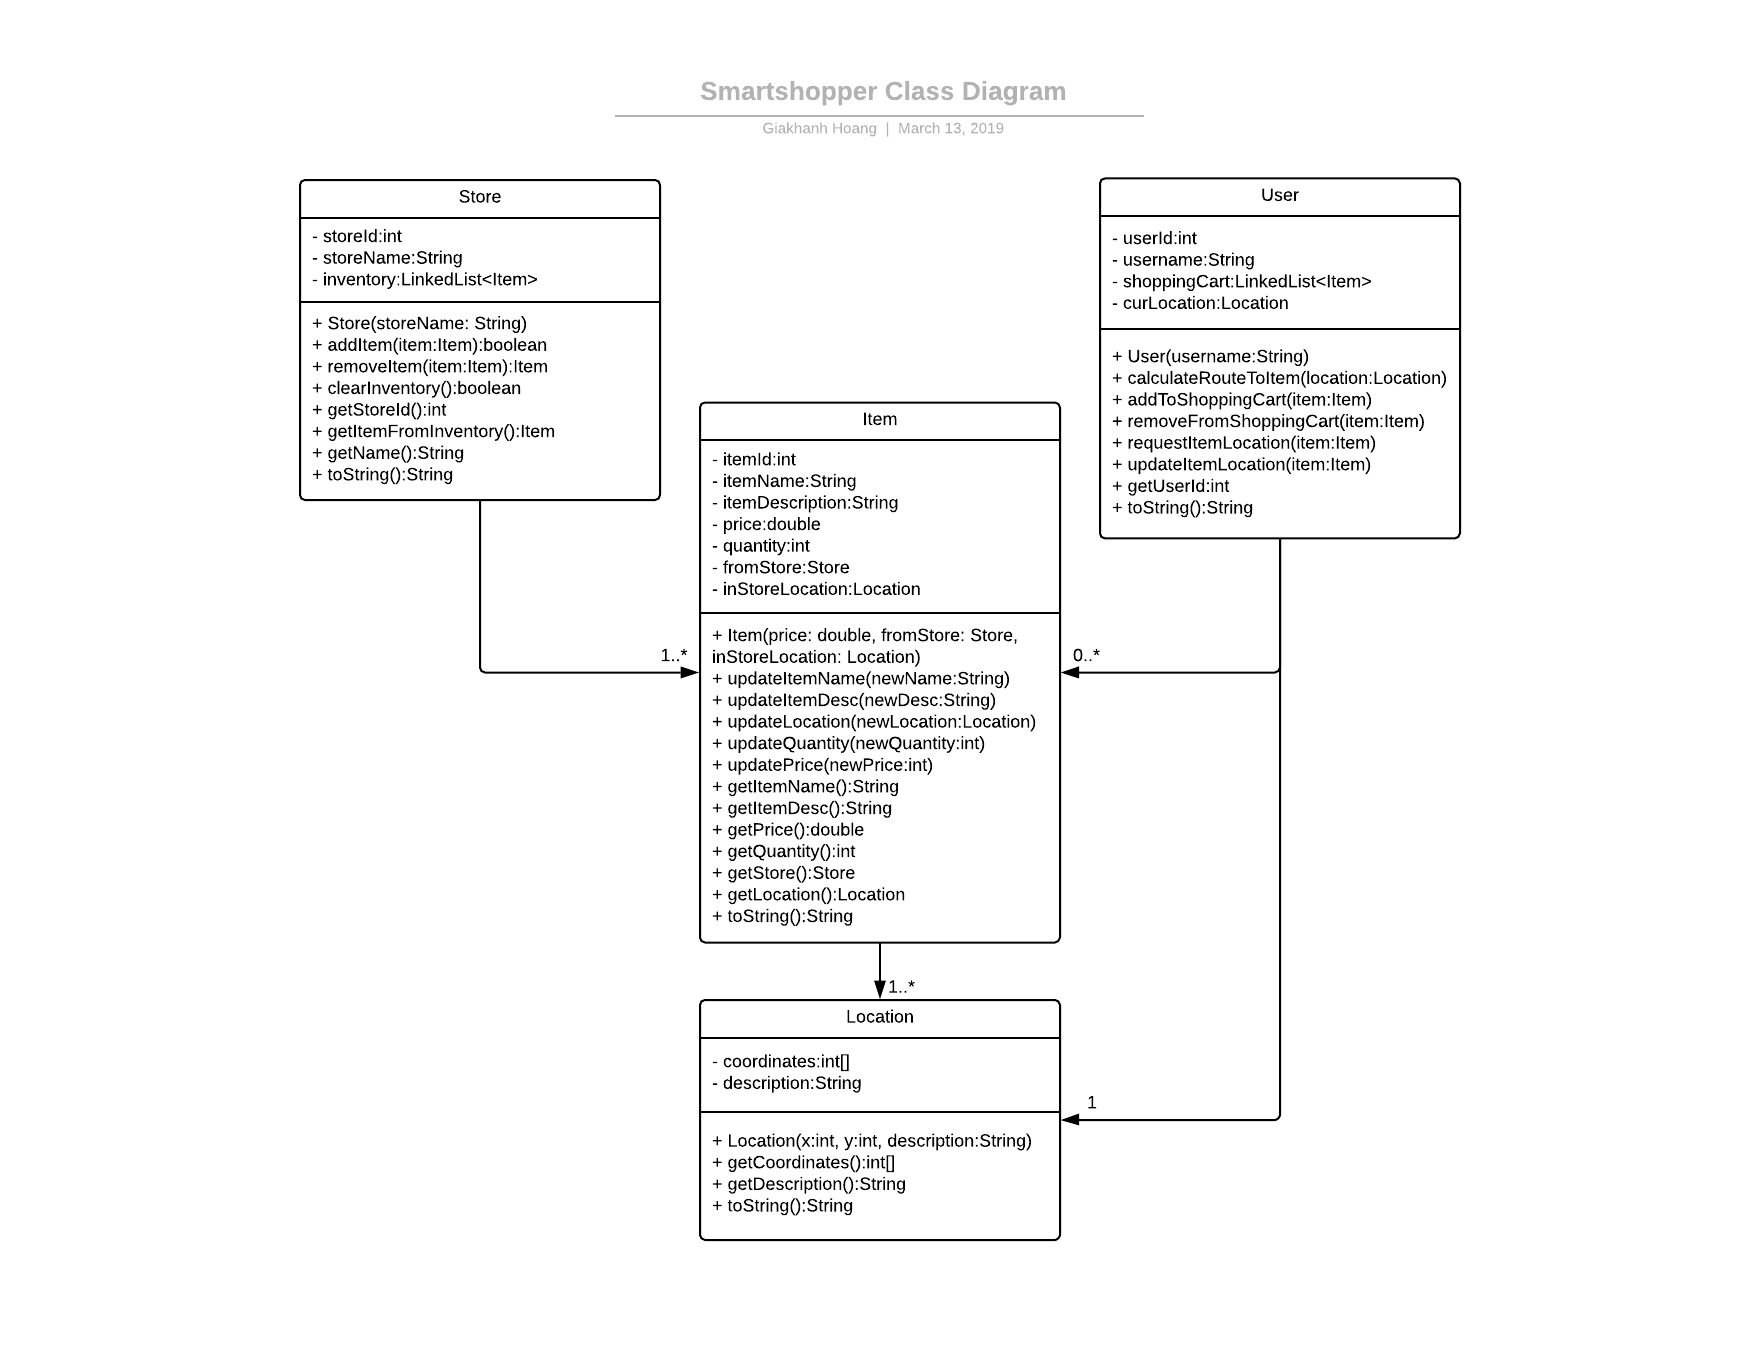 Smartshopper Class Diagram
Giakhanh Hoang | March 13, 2019
Store
- storeId:int
- storeName:String
- inventory:LinkedList<Item>
+ Store(storeName: String)
+ addItem(item:Item):boolean
+ removeItem(item:Item):Item
+ clearInventory():boolean
+ getStoreId():int
+ getItemFromInventory():Item
+ getName():String
+ toString():String
User
- userId:int
- username:String
- shoppingCart:LinkedList<Item>
- curLocation:Location
+ User(username:String)
+ calculateRouteToItem(location:Location)
+ addToShoppingCart(item:Item)
+ removeFromShoppingCart(item:Item)
+ requestItemLocation(item:Item)
+ updateItemLocation(item:Item)
+ getUserId:int
+ toString():String
Item
- itemId:int
- itemName:String
- itemDescription:String
- price:double
- quantity:int
- fromStore:Store
- inStoreLocation:Location
+ Item(price: double, fromStore: Store,
inStoreLocation: Location)
+ updateItemName(newName:String)
+ updateItemDesc(newDesc:String)
+ updateLocation(newLocation:Location)
+ updateQuantity(newQuantity:int)
+ updatePrice(newPrice:int)
+ getItemName():String
+ getItemDesc():String
+ getPrice():double
+ getQuantity():int
+ getStore():Store
+ getLocation():Location
+ toString():String
1..*
0..*
1..*
Location
- coordinates:int[]
- description:String
+ Location(x:int, y:int, description:String)
+ getCoordinates():int[]
+ getDescription():String
+ toString():String
1